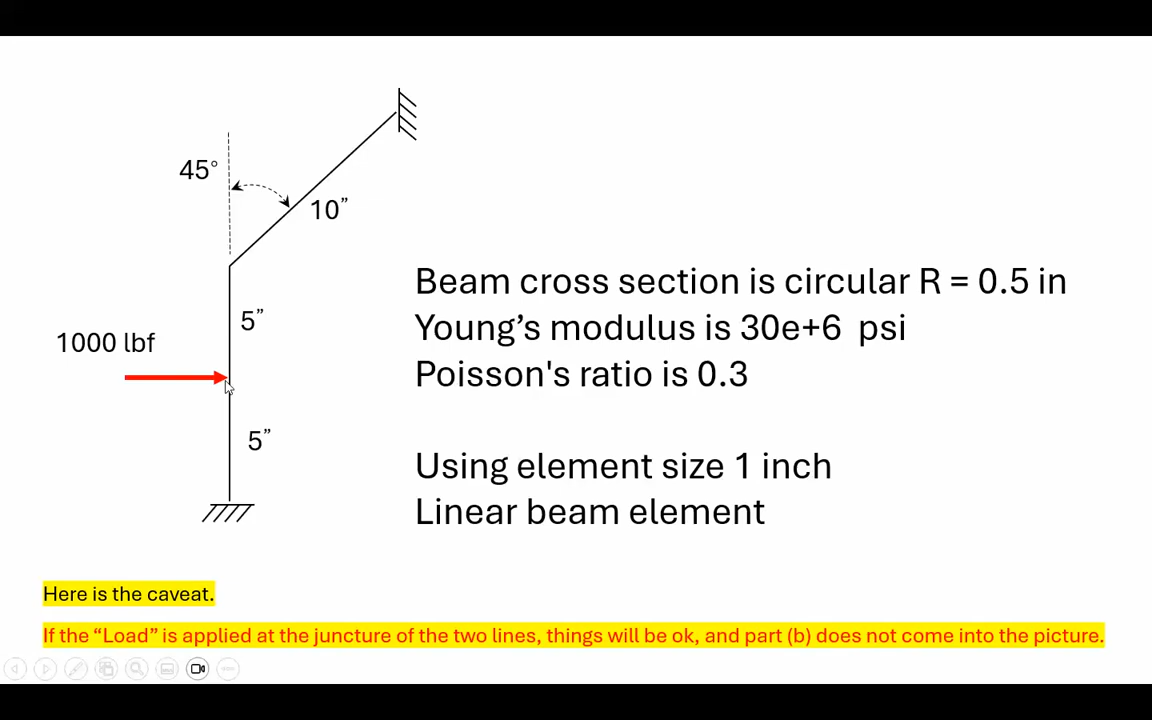 45°
10”
5”
1000 lbf
5”
Beam cross section is circular R = 0.5 in
Young’s modulus is 30e+6 psi
Poisson's ratio is 0.3
Using element size 1 inch
Linear beam element
Here is the caveat.
If the “Load” is applied at the juncture of the two lines, things will be ok, and part (b) does not come into the picture.